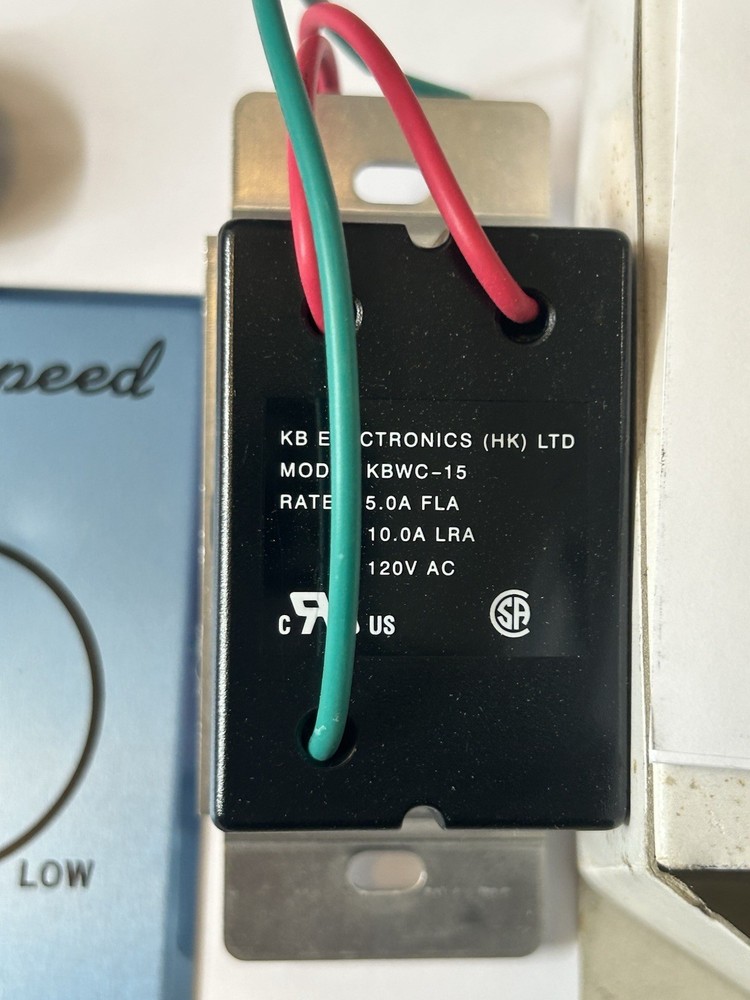 peed
KB E CTRONICS (HK) LTD
MOD KBWC-15
RATE 5.0A FLA
10.0A LRA
120V AC
C US
SA
LOW